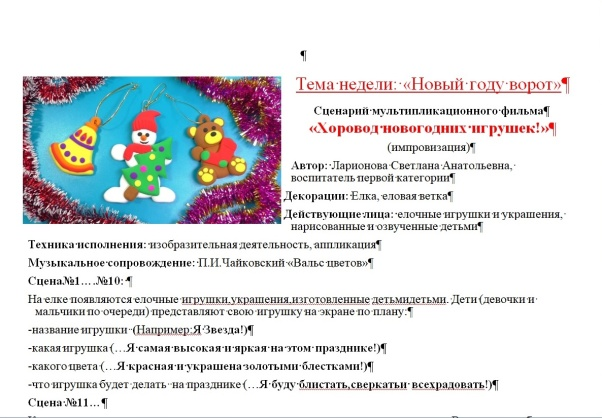 Тема недели: «Новый году ворот»
Сценарий мультипликационного фильма
«Хоровод новогодних игрушек!»
(импровизация)
Автор: Ларионова Светлана Анатольевна,
воспитатель первой категории
Декорации: Елка, еловая ветка
Действующие лица: елочные игрушки и украшения,
нарисованные и озвученные детьми
Техника исполнения: изобразительная деятельность, аппликация
Музыкальное сопровождение: П.И.Чайковский «Вальс цветов»
Сцена№1….№10:
На елке появляются елочные игрушки,украшения,изготовленные детьмидетьми. Дети (девочки и
мальчики по очереди) представляют свою игрушку на экране по плану:
-название игрушки (Например:Я Звезда!)
-какая игрушка (…Я самая высокая и яркая на этом празднике!)
-какого цвета (…Я красная и украшена золотыми блестками!)
-что игрушка будет делать на празднике (…Я буду блистать,сверкатьи всехрадовать!)
Сцена №11…